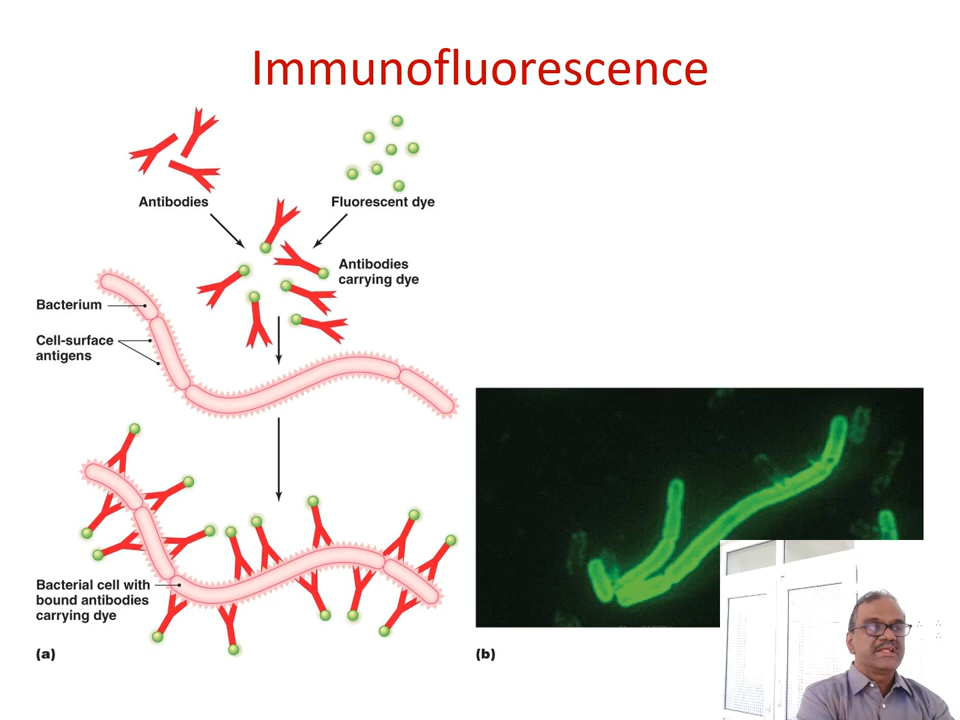 Immunofluorescence
Antibodies
Fluorescent dye
Antibodies
carrying dye
Bacterium
Cell-surface
antigens
Bacterial cell with
bound antibodies
carrying dye
(a)
(b)